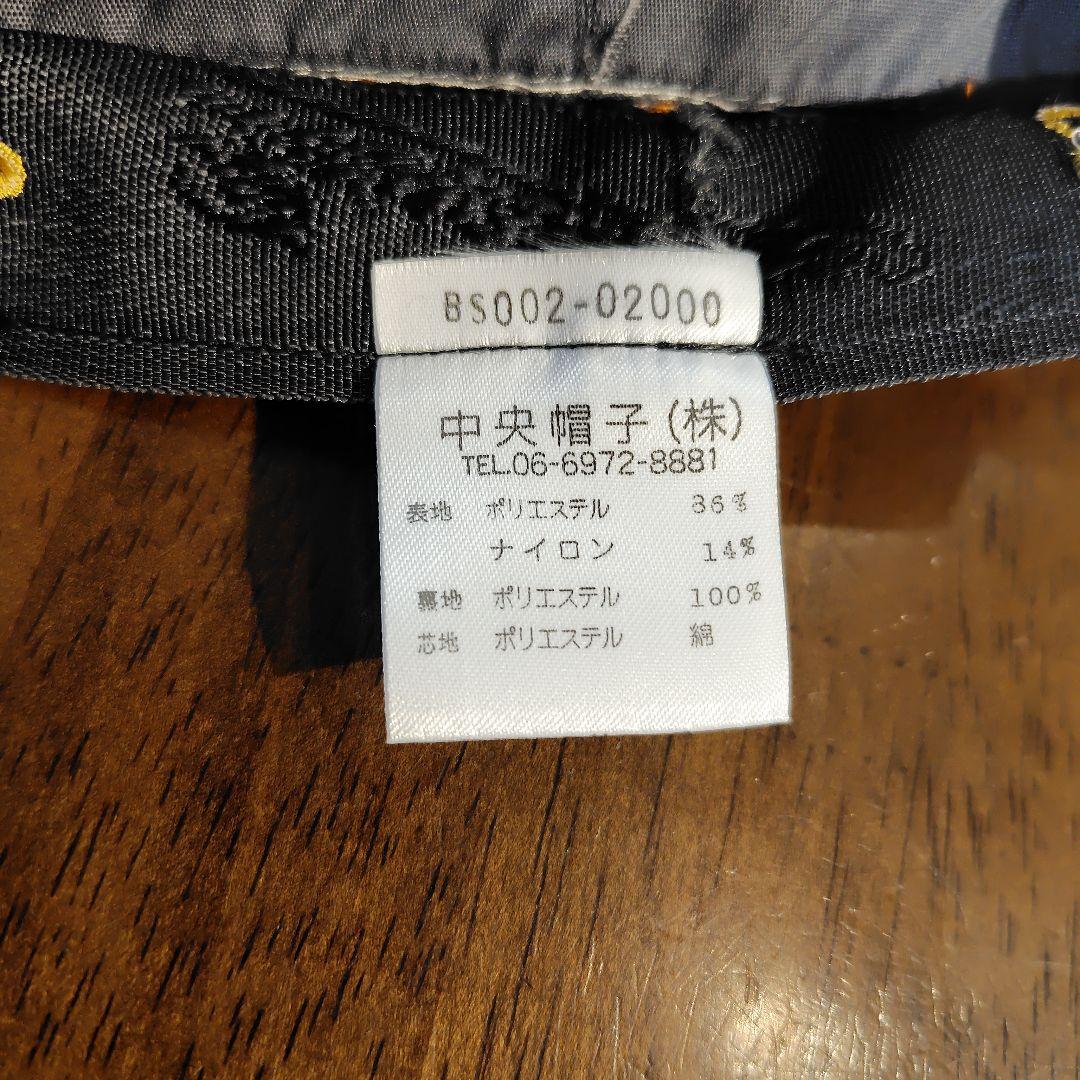 BS002-02000
中央帽子(株)
TEL.06-6972-8881
表地 ポリエステル 86%
ナイロン 14%
裏地 ポリエステル 100%
芯地 ポリエステル 綿